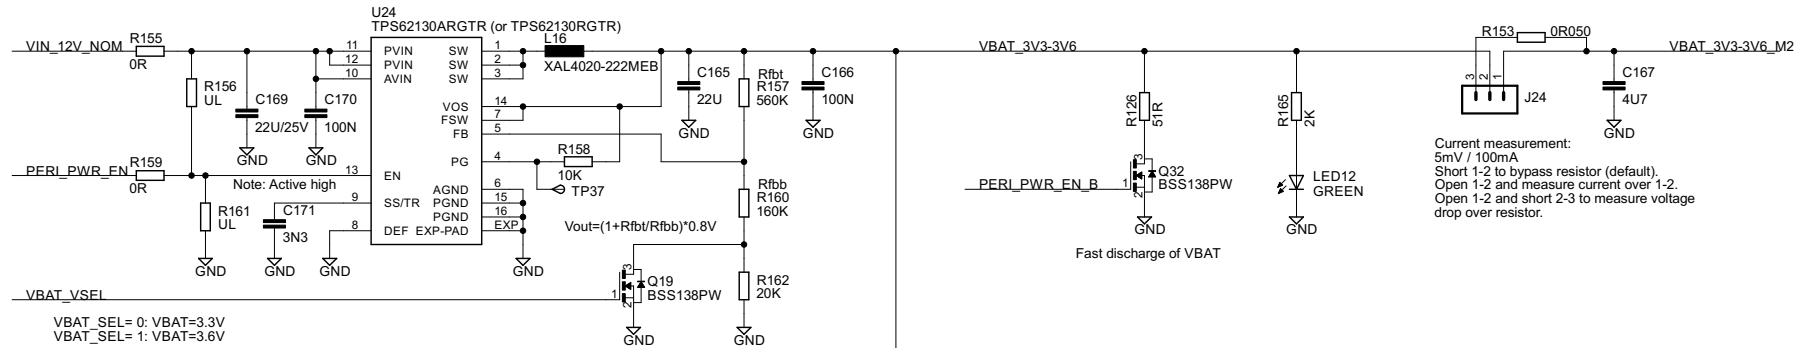 U24
TPS62130ARGTR (or TPS62130RGTR)
VIN_12V_NOM
R155
0R
R156
UL
C169
22U/25V
GND
C170
100N
GND
11
12
10
PVIN
PVIN
AVIN
SW
SW
SW
1
2
3
L16
XAL4020-222MEB
VOS
FSW
FB
14
7
5
PG
4
R158
10K
TP37
C165
22U
GND
Rfbt
R157
560K
C166
100N
GND
PERI_PWR_EN
R159
0R
Note: Active high
13
EN
R161
UL
GND
C171
3N3
GND
9
SS/TR
8
DEF
GND
AGND
PGND
PGND
EXP-PAD
6
15
16
EXP
GND
Rfbb
R160
160K
Vout=(1+Rfbt/Rfbb)*0.8V
R162
20K
GND
Q19
BSS138PW
3
1
2
GND
VBAT_VSEL
VBAT_SEL= 0: VBAT=3.3V
VBAT_SEL= 1: VBAT=3.6V
VBAT_3V3-3V6
R126
51R
PERI_PWR_EN_B
3
1
2
Q32
BSS138PW
GND
Fast discharge of VBAT
R165
2K
LED12
GREEN
GND
R153
0R050
3
2
1
J24
VBAT_3V3-3V6_M2
C167
4U7
GND
Current measurement:
5mV / 100mA
Short 1-2 to bypass resistor (default).
Open 1-2 and measure current over 1-2.
Open 1-2 and short 2-3 to measure voltage
drop over resistor.